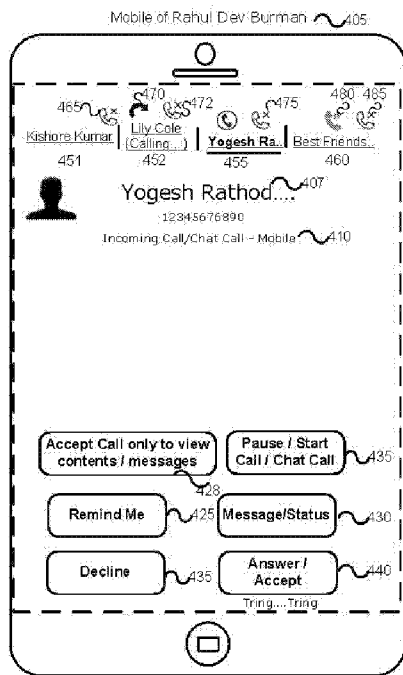 Mobile of Rahul Dev Burman 405
470 480 485
465 472 475
Kishore Kumar Lily Cole (Calling...) Yogesh Ra.. Best Friends..
451 452 455 460
Yogesh Rathod.... 407
12345676890
Incoming Call/Chat Call - Mobile 410
Accept Call only to view contents / messages
Pause / Start Call / Chat Call 435
428
Remind Me 425 Message/Status 430
Decline 435 Answer / Accept 440
Tring....Tring